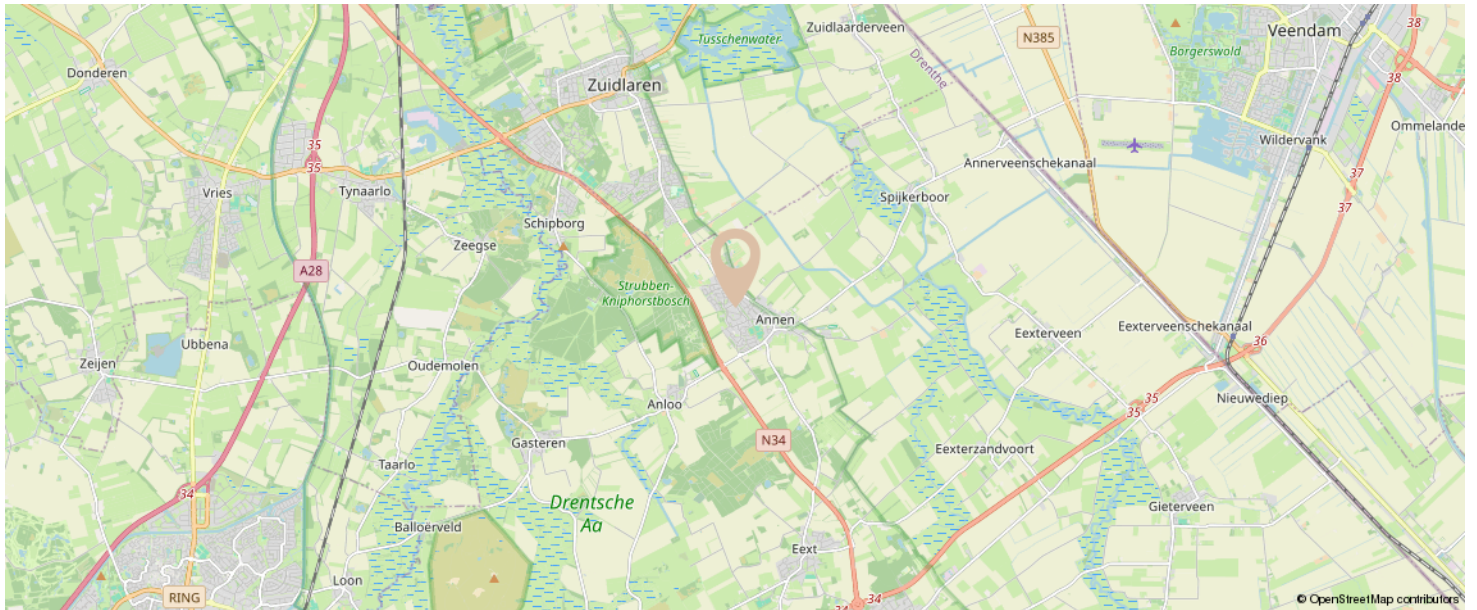 Zuidlaarderveen
38
Veendam
N385
Tusschenwater
Borgerswold
Donderen
Drenthe
38
Zuidlaren
Ommelande
35
Wildervank
35
Annerveenschekanaal
37
Vries
Tynaarlo
Spijkerboor
37
Schipborg
Zeegse
A28
Strubben-
Kniphorstbosch
Annen
Eexterveenschekanaal
Eexterveen
36
Ubbena
Zeijen
Oudemolen
35
Nieuwediep
Anloo
35
N34
Gasteren
Eexterzandvoort
Taarlo
34
Drentsche
Aa
Gieterveen
Balloërveld
Eext
Loon
RING
34
34
© OpenStreetMap contributors